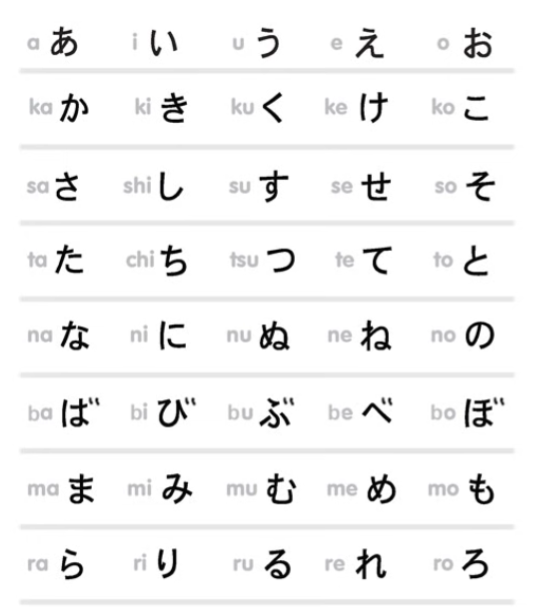 a あ i い u う e え o お
ka か ki き ku く ke け ko こ
sa さ shi し su す se せ so そ
ta た chi ち tsu つ te て to と
na な ni に nu ぬ ne ね no の
ba ば bi び bu ぶ be べ bo ぼ
ma ま mi み mu む me め mo も
ra ら ri り ru る re れ ro ろ